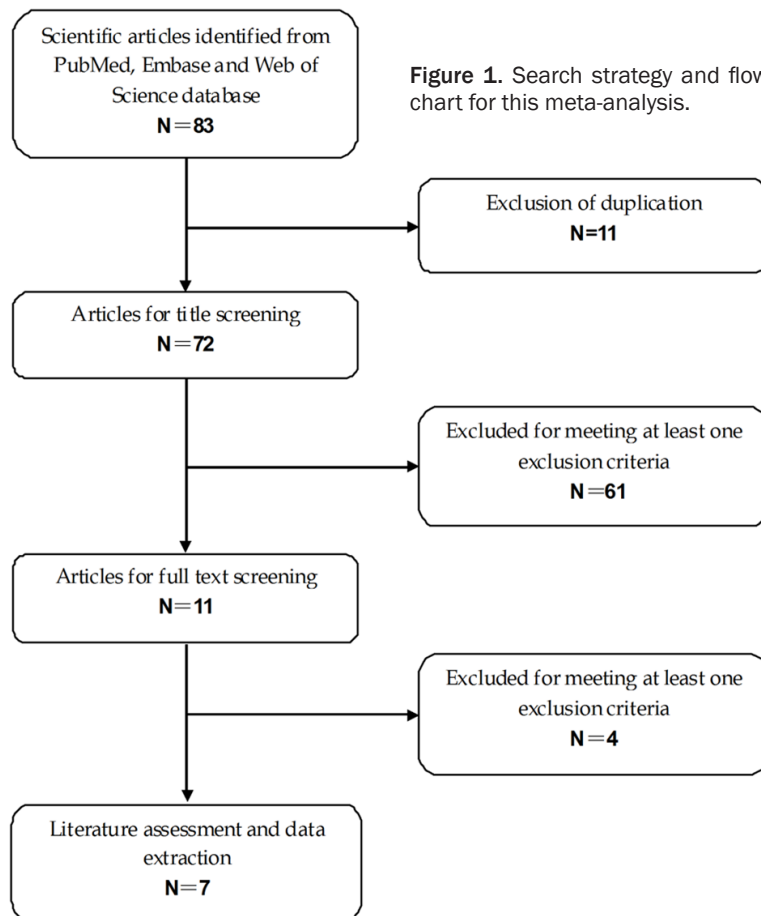 Scientific articles identified from
PubMed, Embase and Web of
Science database
N=83
Figure 1. Search strategy and flow
chart for this meta-analysis.
Exclusion of duplication
N=11
Articles for title screening
N=72
Excluded for meeting at least one
exclusion criteria
N=61
Articles for full text screening
N=11
Excluded for meeting at least one
exclusion criteria
N=4
Literature assessment and data
extraction
N=7